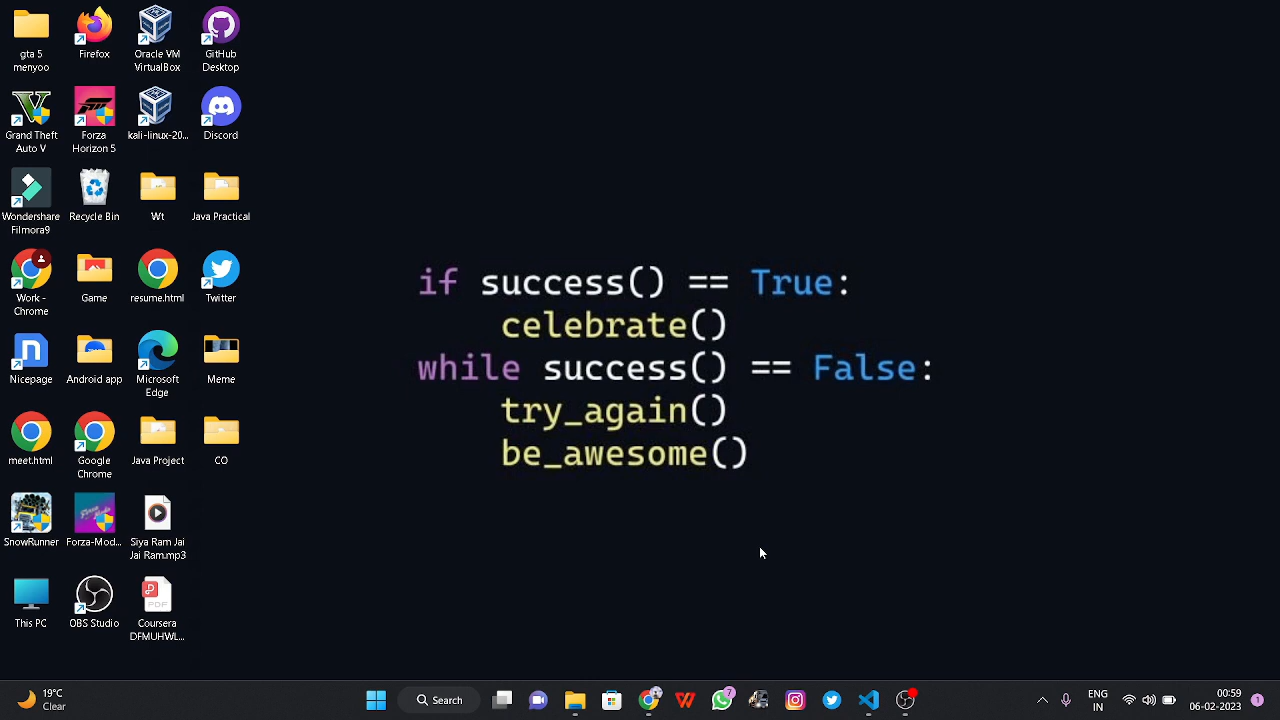 gta 5
menyoo
Firefox
Oracle VM
VirtualBox
GitHub
Desktop
Grand Theft
Auto V
Forza
Horizon 5
kali-linux-20...
Discord
Wondershare
Filmora9
Recycle Bin
Wt
Java Practical
Work -
Chrome
Game
resume.html
Twitter
Nicepage
Android app
Microsoft
Edge
Meme
meet.html
Google
Chrome
Java Project
CO
SnowRunner
Forza-Mod...
Siya Ram Jai
Jai Ram.mp3
This PC
OBS Studio
PDF
Coursera
DFMUHWL...
if success() == True:
    celebrate()
while success() == False:
    try_again()
    be_awesome()
19°C
Clear
Search
7
ENG
IN
00:59
06-02-2023
1